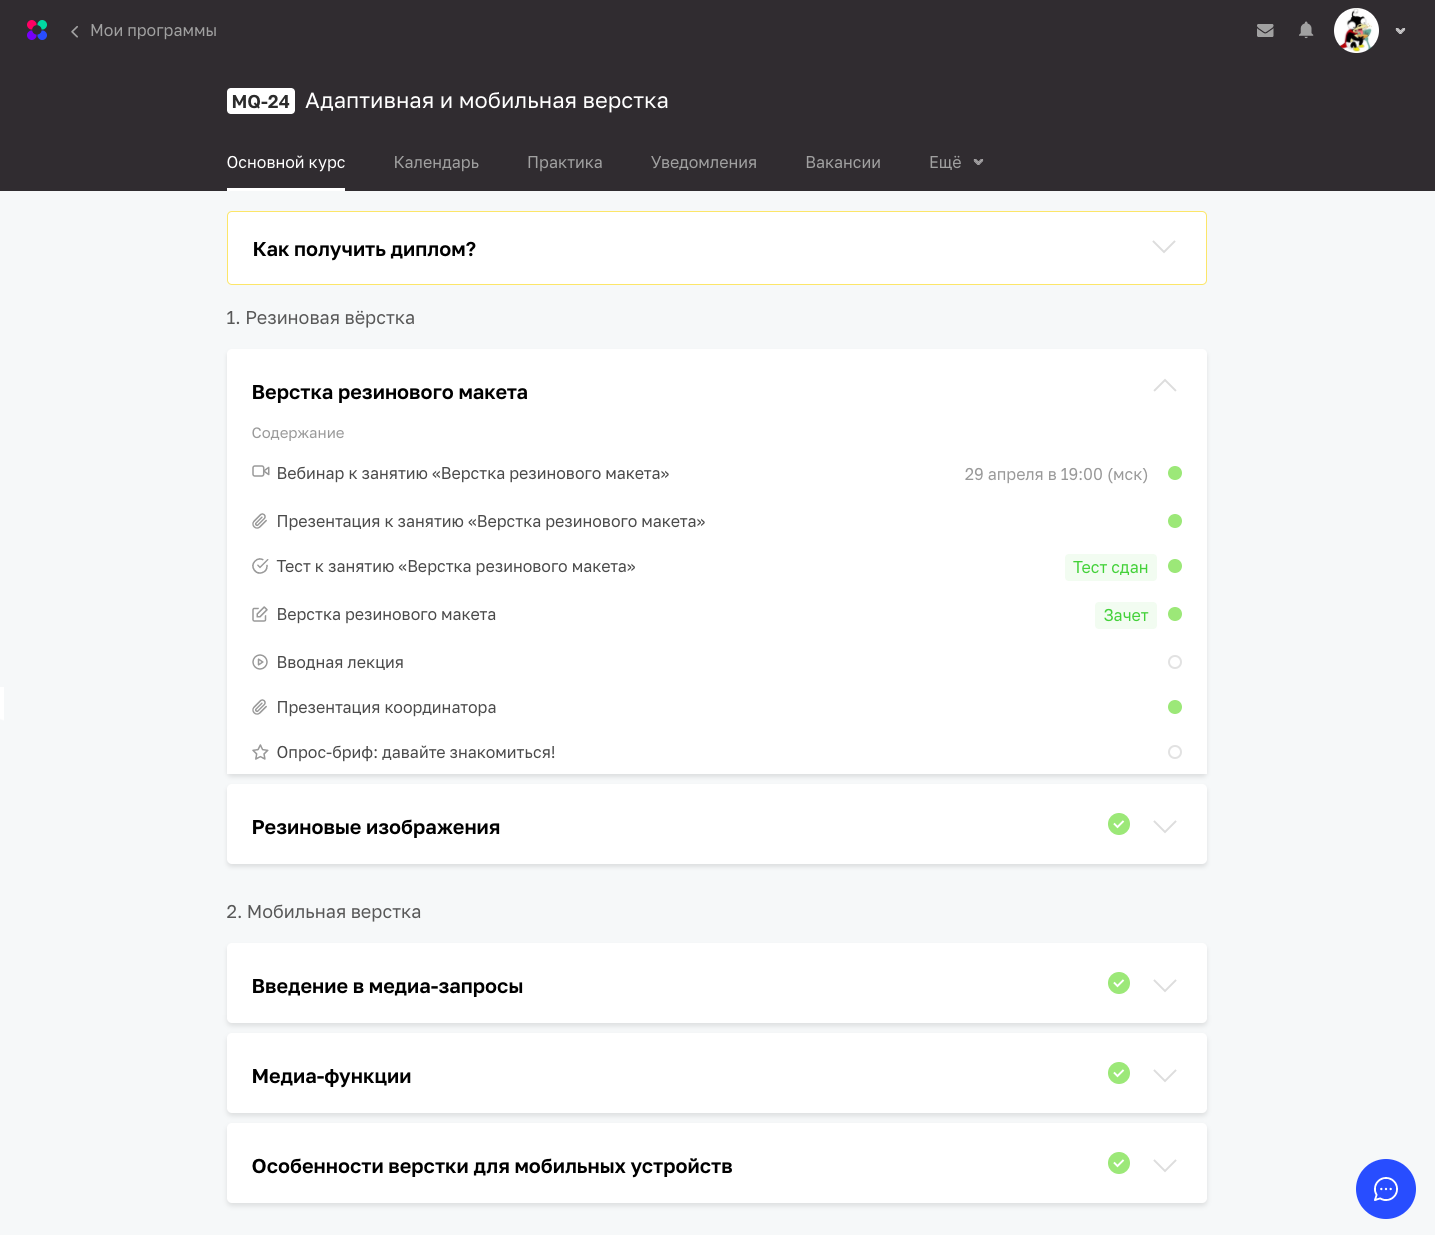 Мои программы
MQ-24 Адаптивная и мобильная верстка
Основной курс Календарь Практика Уведомления Вакансии Ещё
Как получить диплом?
1. Резиновая вёрстка
Верстка резинового макета
Содержание
Вебинар к занятию «Верстка резинового макета» 29 апреля в 19:00 (мск)
Презентация к занятию «Верстка резинового макета»
Тест к занятию «Верстка резинового макета» Тест сдан
Верстка резинового макета Зачет
Вводная лекция
Презентация координатора
Опрос-бриф: давайте знакомиться!
Резиновые изображения
2. Мобильная верстка
Введение в медиа-запросы
Медиа-функции
Особенности верстки для мобильных устройств